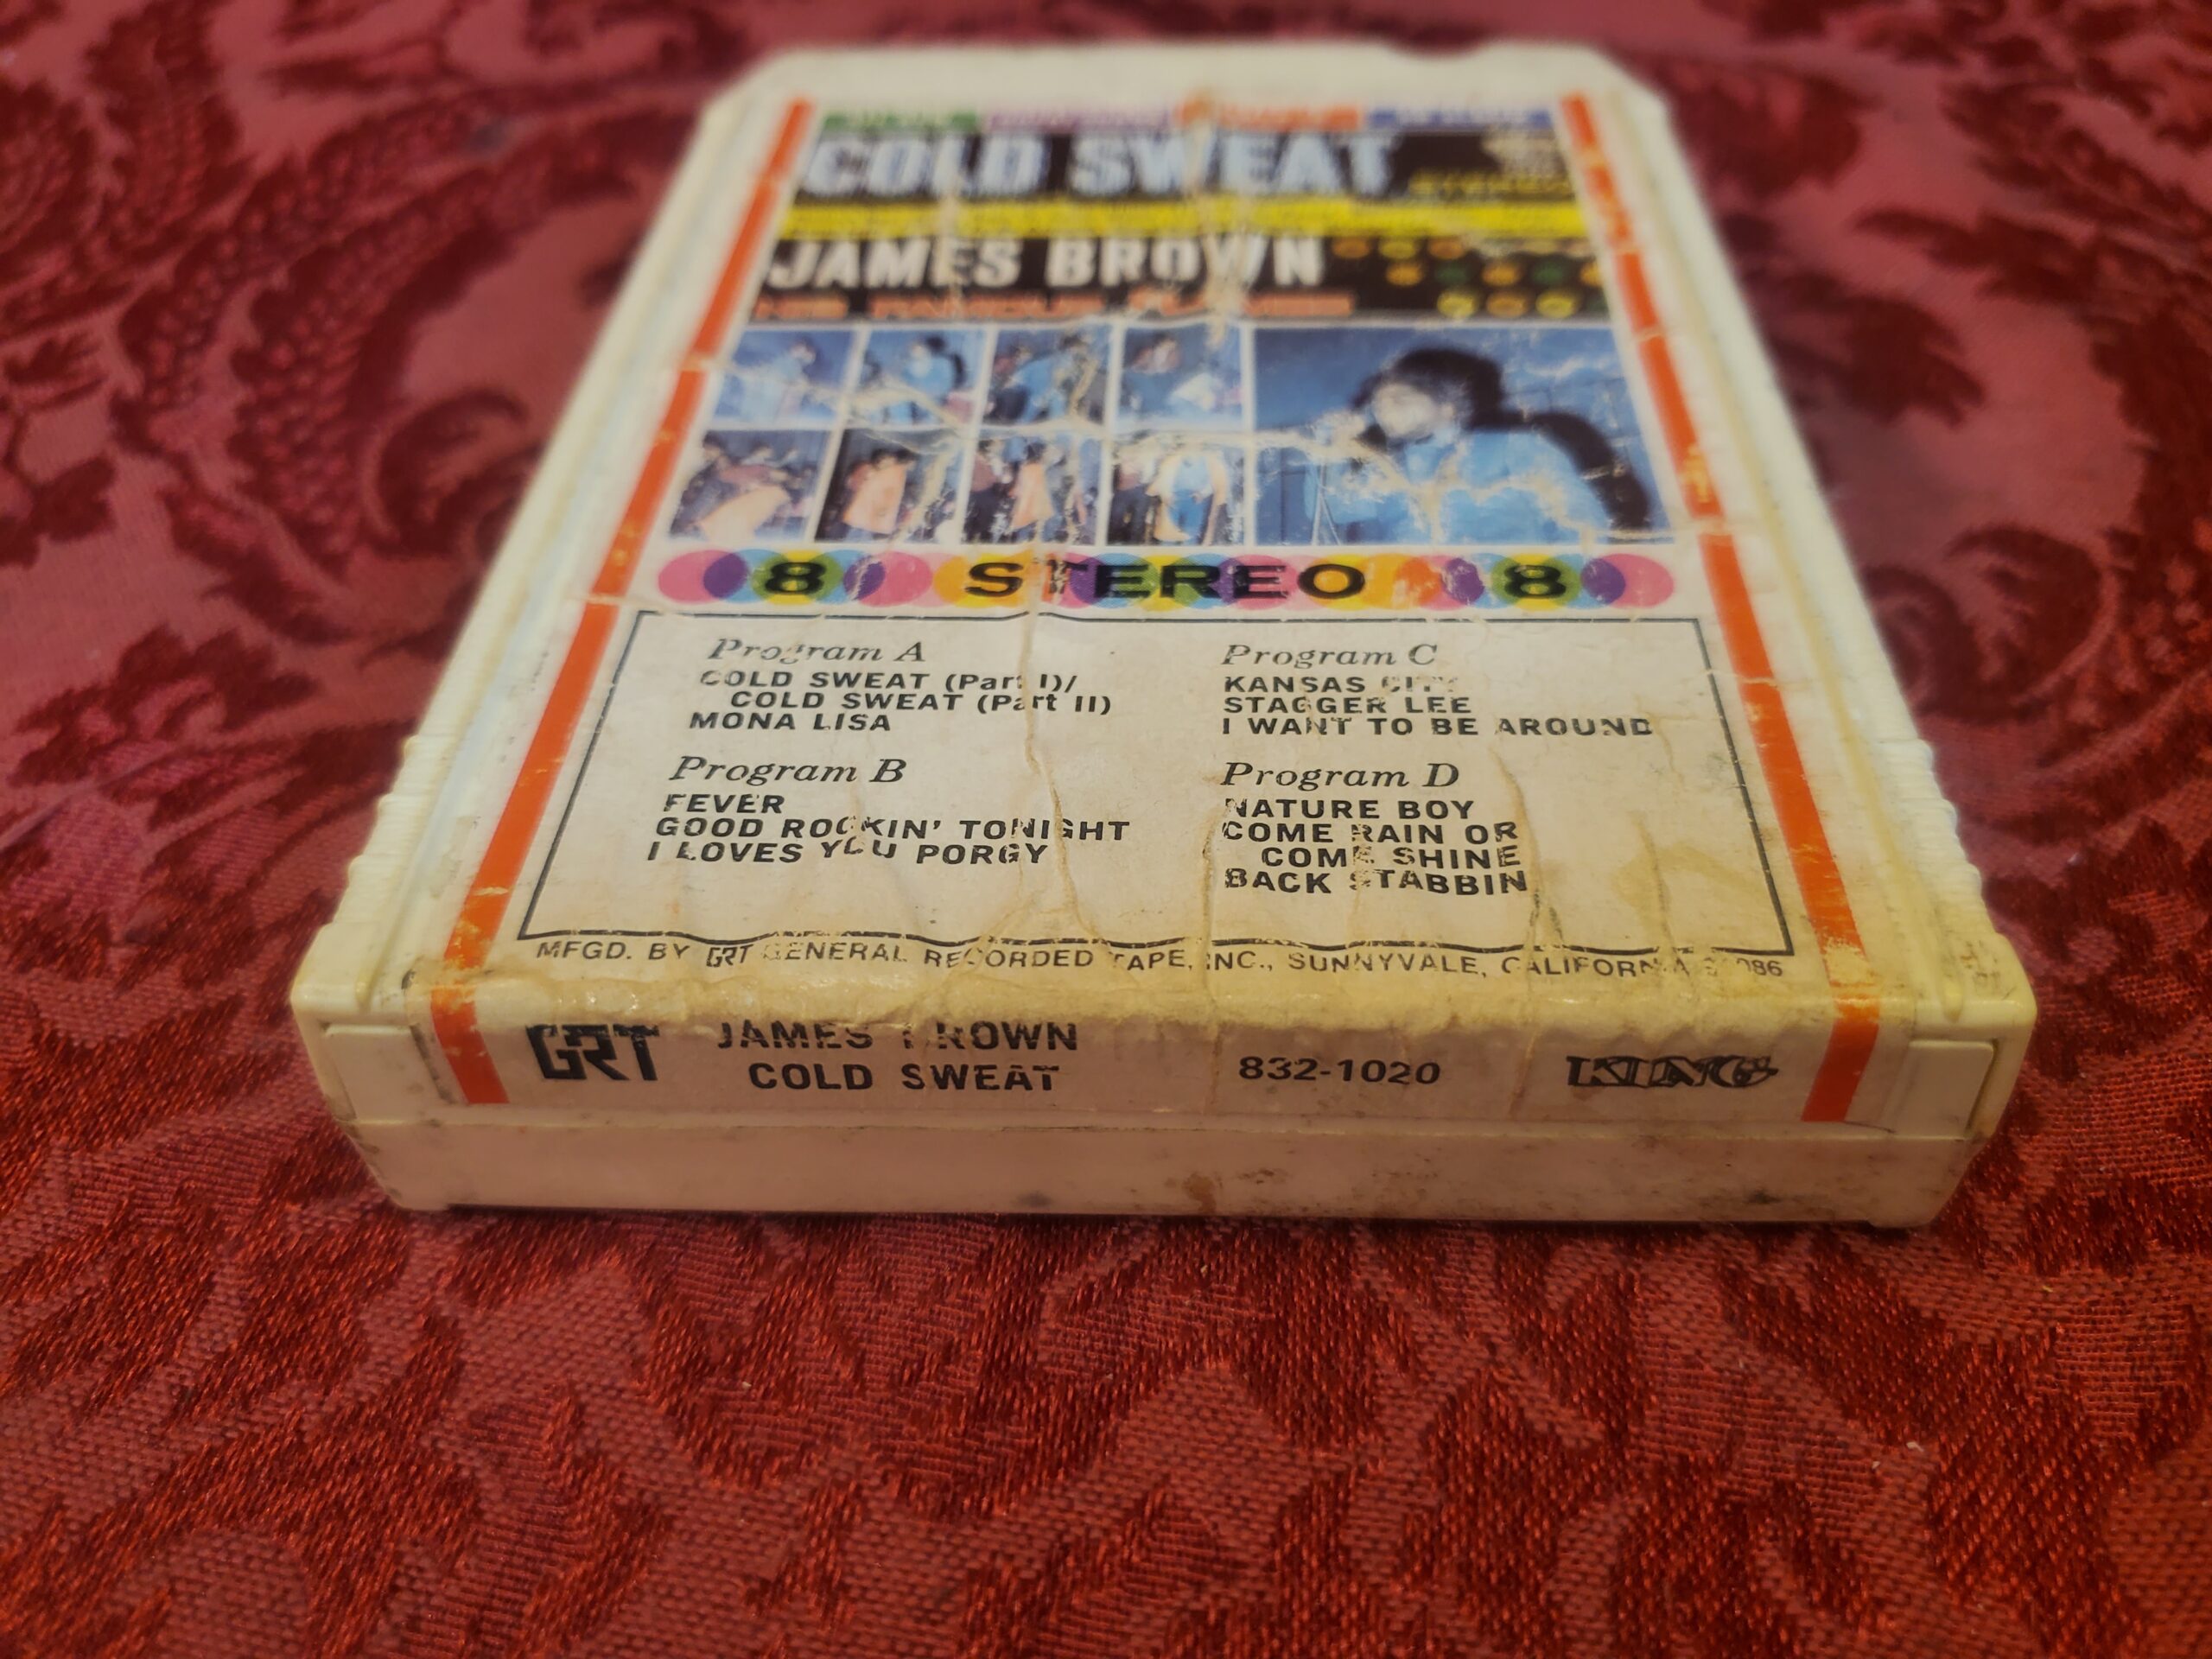 COLD SWEAT
STEREO
JAMES BROWN
8 STEREO 8
Program A
COLD SWEAT (Part I)/
COLD SWEAT (Part II)
MONA LISA
Program B
FEVER
GOOD ROCKIN' TONIGHT
I LOVES YOU PORGY
Program C
KANSAS CITY
STAGGER LEE
I WANT TO BE AROUND
Program D
NATURE BOY
COME RAIN OR
COME SHINE
BACK STABBIN
MFGD. BY GRT GENERAL RECORDED TAPE, INC., SUNNYVALE, CALIFORNIA
GRT
JAMES BROWN
COLD SWEAT
832-1020
KING